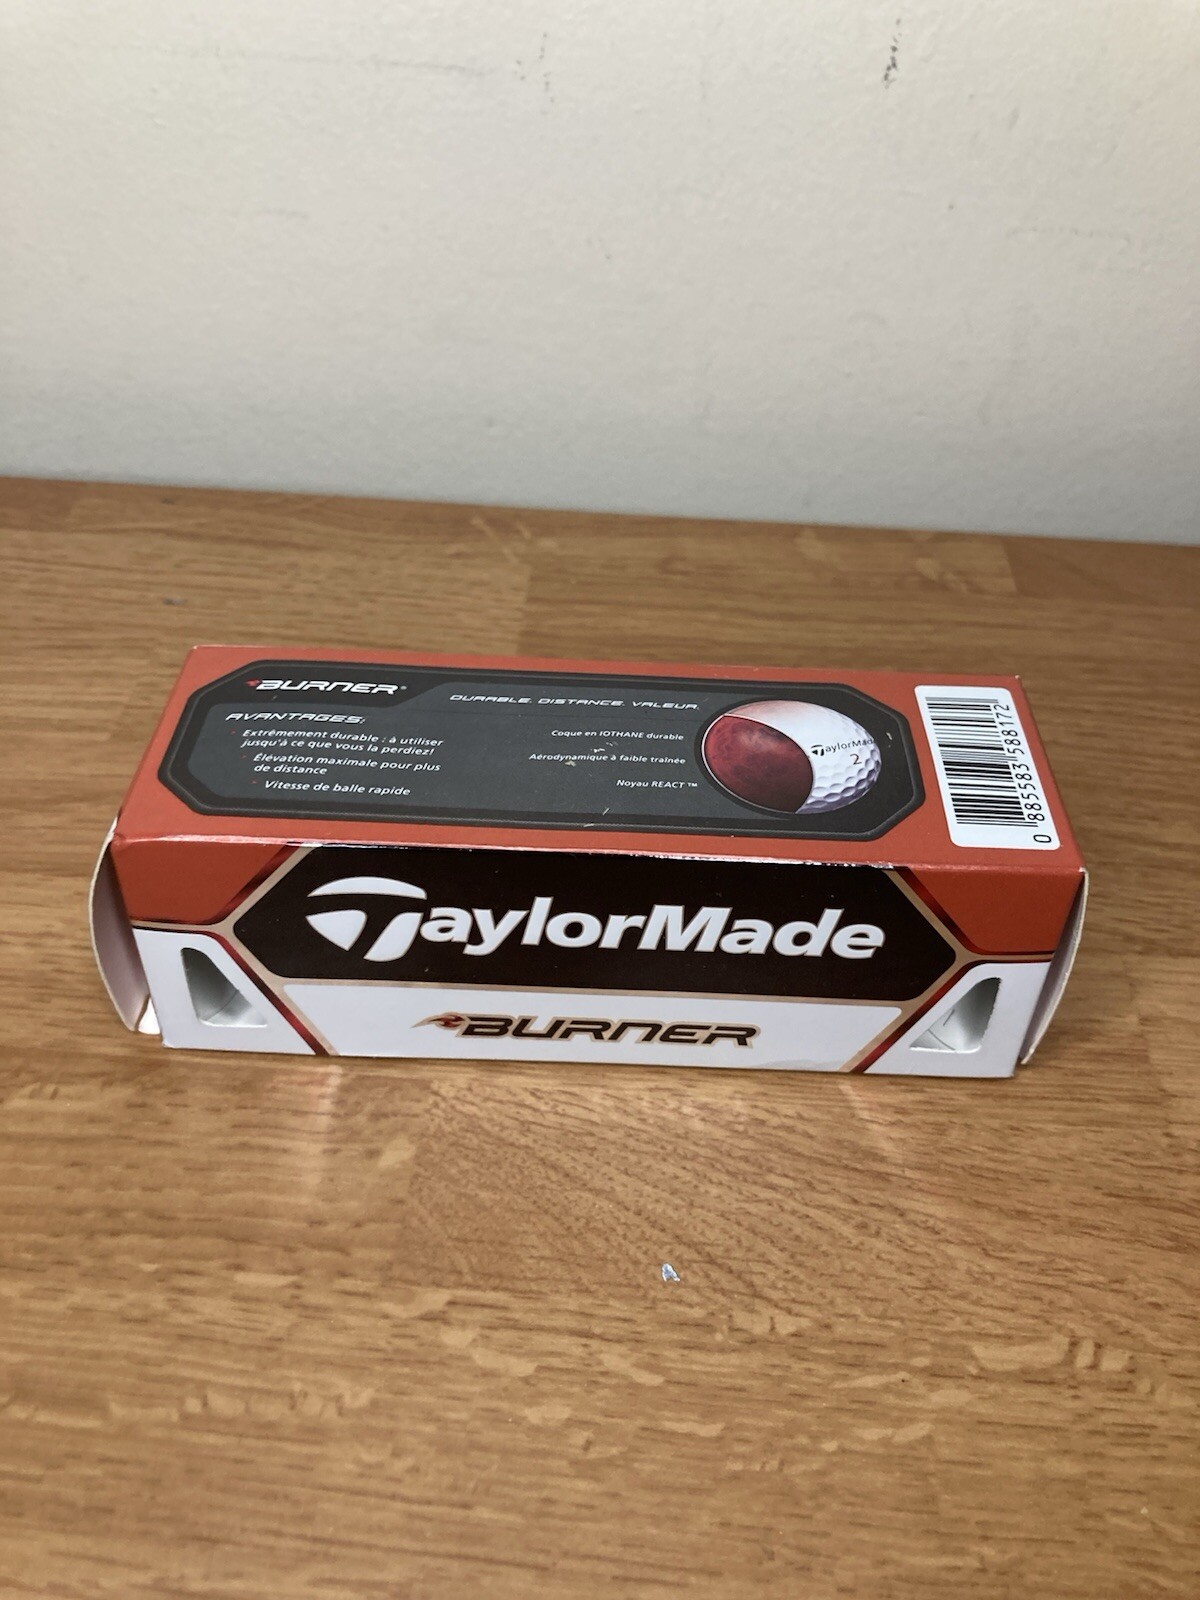 BURNER®
DURABLE. DISTANCE. VALEUR.
AVANTAGES:
Extrêmement durable : à utiliser
jusqu'à ce que vous la perdiez!
Élévation maximale pour plus
de distance
Vitesse de balle rapide
Coque en IOTHANE durable
Aérodynamique à faible traînée
Noyau REACT ™
TaylorMade
2
0 885583 588172
TaylorMade
BURNER